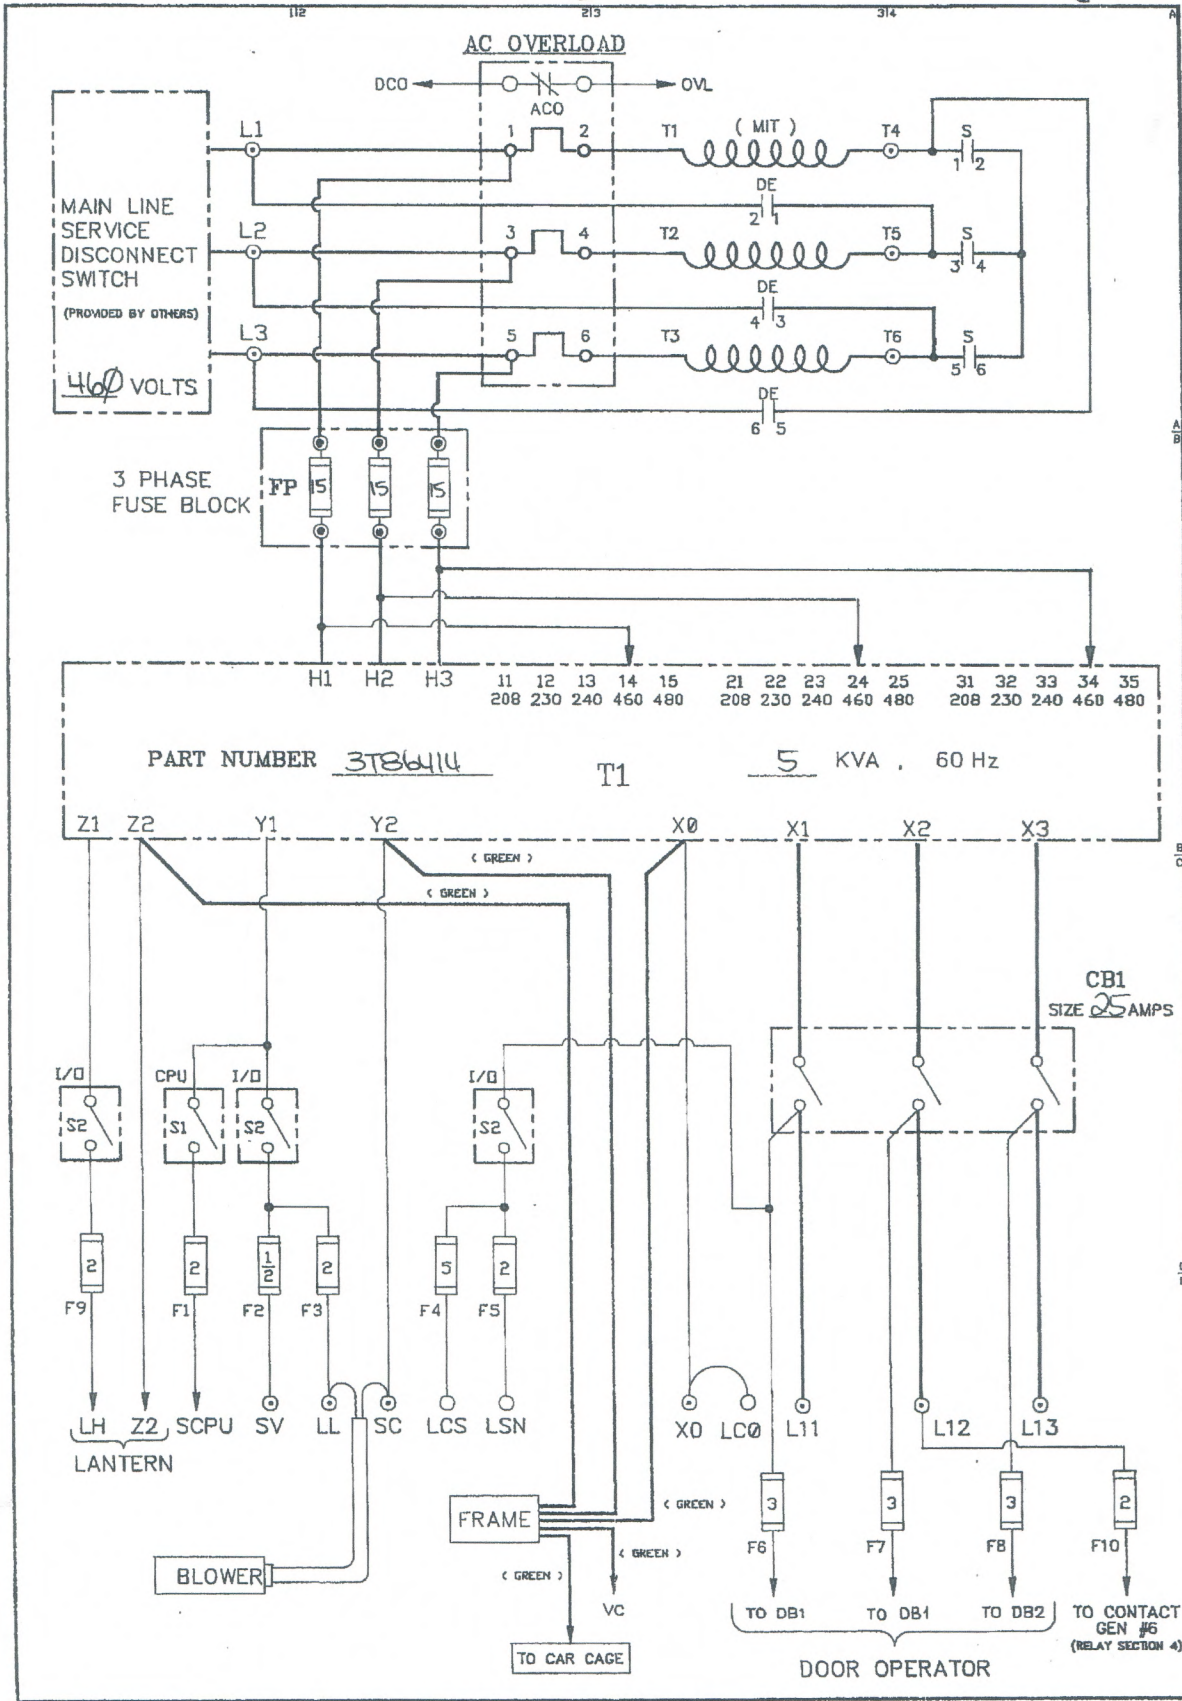 1|2 2|3 3|4 A
AC OVERLOAD
DCO OVL
ACO
L1 1 2 T1 ( MIT ) T4 S
1 2
DE
2 1
MAIN LINE
SERVICE
DISCONNECT
SWITCH
(PROVIDED BY OTHERS)
460 VOLTS
L2 3 4 T2 T5 S
3 4
DE
4 3
L3 5 6 T3 T6 S
5 6
DE
6 5
A
B
3 PHASE
FUSE BLOCK
FP 15 15 15
H1 H2 H3 11 12 13 14 15 21 22 23 24 25 31 32 33 34 35
208 230 240 460 480 208 230 240 460 480 208 230 240 460 480
PART NUMBER 3T86414 T1 5 KVA . 60 Hz
Z1 Z2 Y1 Y2 X0 X1 X2 X3
B
C
( GREEN )
( GREEN )
CB1
SIZE 25 AMPS
I/O CPU I/O I/O
S2 S1 S2 S2
2 2 1/2 2 5 2
F9 F1 F2 F3 F4 F5
LH Z2 SCPU SV LL SC LCS LSN X0 LC0 L11 L12 L13
LANTERN
FRAME
( GREEN )
3 3 3 2
F6 F7 F8 F10
( GREEN )
( GREEN )
BLOWER
VC
TO CAR CAGE
TO DB1 TO DB1 TO DB2 TO CONTACT
GEN #6
(RELAY SECTION 4)
DOOR OPERATOR